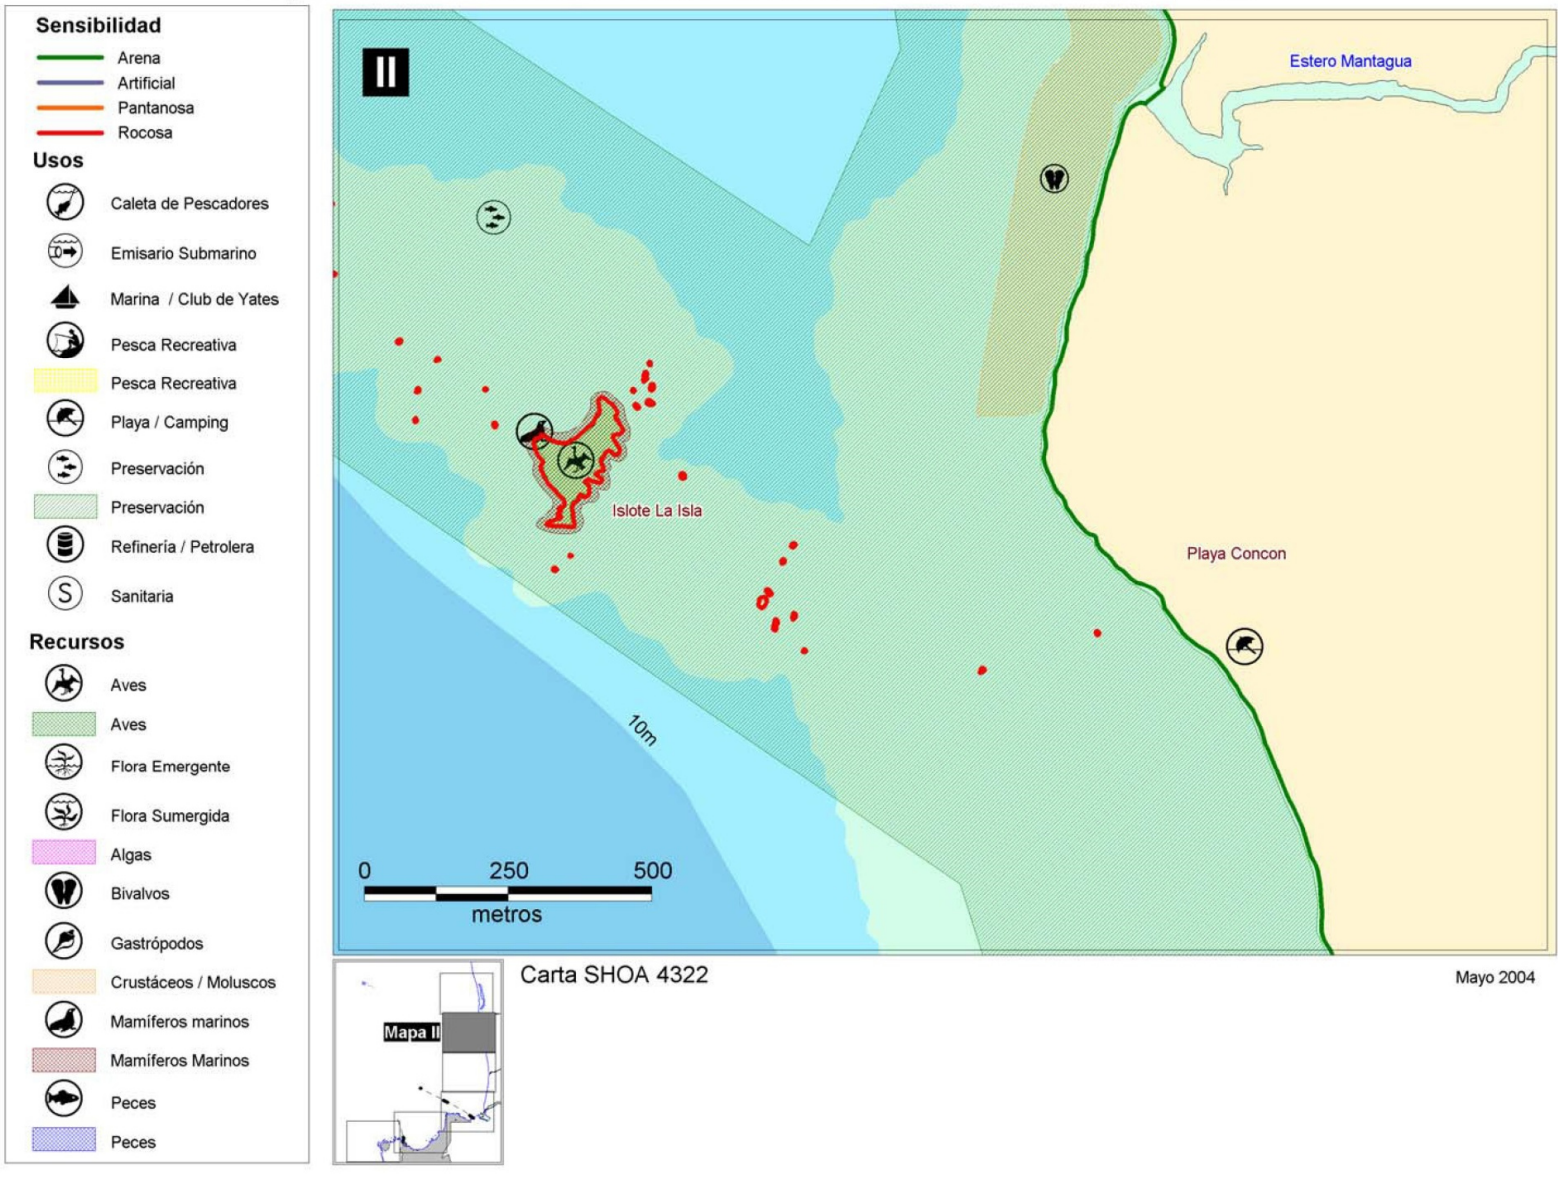 Sensibilidad
Arena
Artificial
Pantanosa
Rocosa
Usos
Caleta de Pescadores
Emisario Submarino
Marina / Club de Yates
Pesca Recreativa
Pesca Recreativa
Playa / Camping
Preservación
Preservación
Refinería / Petrolera
S
Sanitaria
Recursos
Aves
Aves
Flora Emergente
Flora Sumergida
Algas
Bivalvos
Gastrópodos
Crustáceos / Moluscos
Mamíferos marinos
Mamíferos Marinos
Peces
Peces
II
Estero Mantagua
Islote La Isla
Playa Concon
10m
0 250 500
metros
Mapa II
Carta SHOA 4322
Mayo 2004